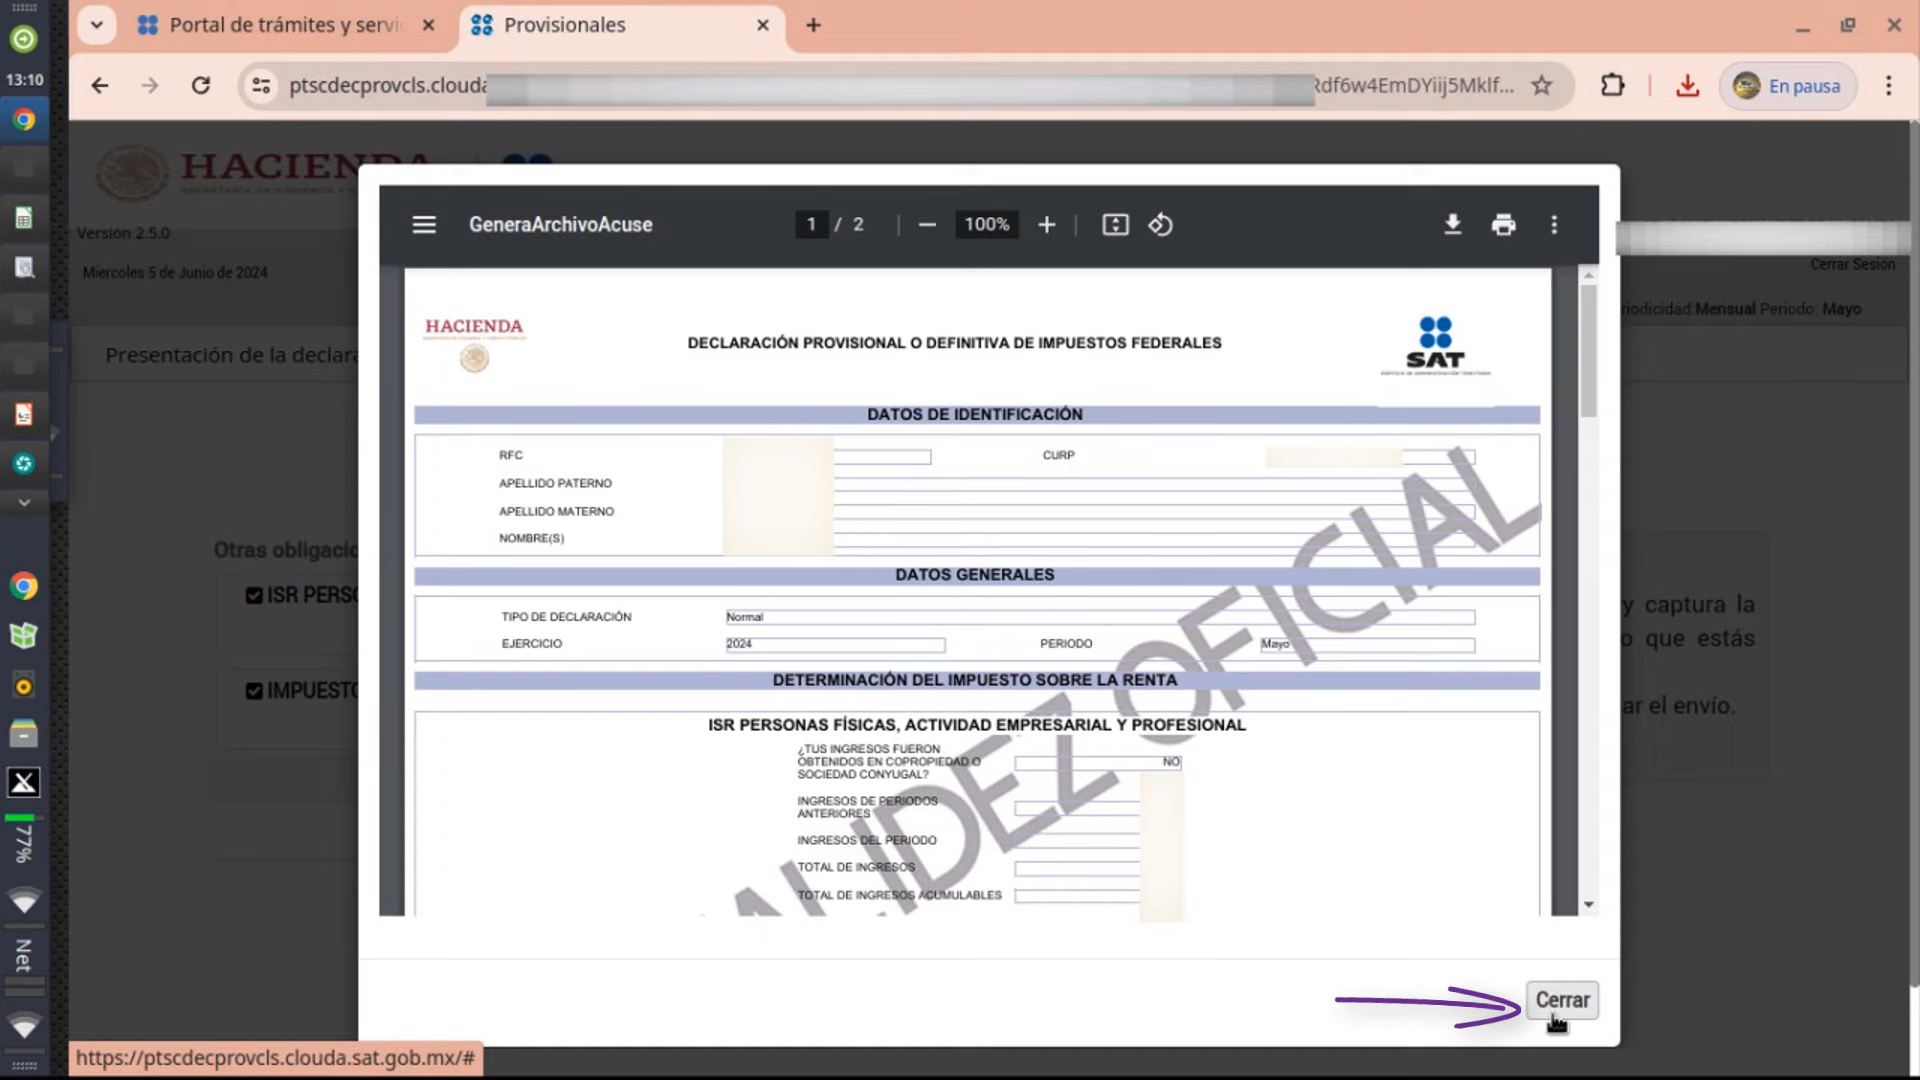 Portal de trámites y servi
Provisionales
13:10
ptscdecprovcls.clouda
Rdf6w4EmDYiij5Mklf...
En pausa
HACIENDA
Versión 2.5.0
Miercoles 5 de Junio de 2024
Cerrar Sesión
riodicidad:Mensual Periodo: Mayo
Presentación de la declara
GeneraArchivoAcuse
1 / 2
100%
HACIENDA
DECLARACIÓN PROVISIONAL O DEFINITIVA DE IMPUESTOS FEDERALES
SAT
DATOS DE IDENTIFICACIÓN
RFC
CURP
APELLIDO PATERNO
APELLIDO MATERNO
NOMBRE(S)
DATOS GENERALES
TIPO DE DECLARACIÓN Normal
EJERCICIO 2024 PERIODO Mayo
DETERMINACIÓN DEL IMPUESTO SOBRE LA RENTA
ISR PERSONAS FÍSICAS, ACTIVIDAD EMPRESARIAL Y PROFESIONAL
¿TUS INGRESOS FUERON
OBTENIDOS EN COPROPIEDAD O
SOCIEDAD CONYUGAL?
NO
INGRESOS DE PERIODOS
ANTERIORES
INGRESOS DEL PERIODO
TOTAL DE INGRESOS
TOTAL DE INGRESOS ACUMULABLES
ALIDEZ OFICIAL
Otras obligacio
ISR PERSO
IMPUESTO
y captura la
o que estás
ar el envío.
Cerrar
77%
Net
https://ptscdecprovcls.clouda.sat.gob.mx/#